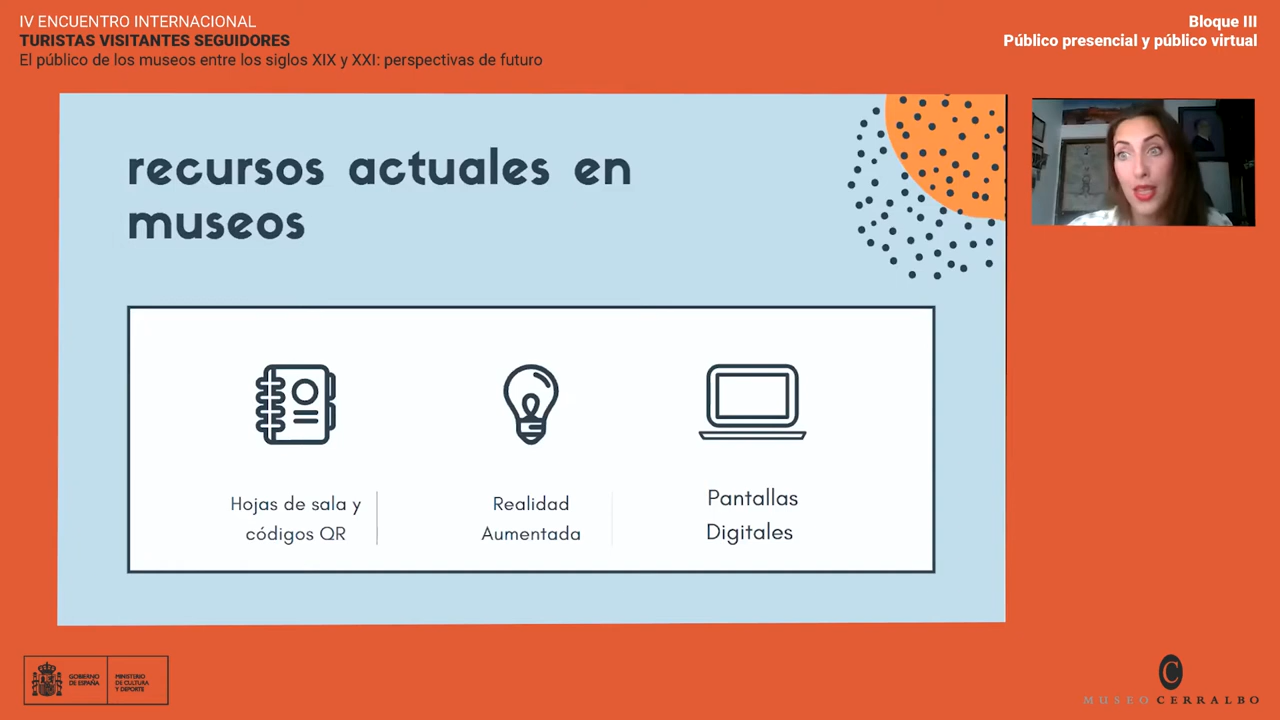 IV ENCUENTRO INTERNACIONAL
TURISTAS VISITANTES SEGUIDORES
El público de los museos entre los siglos XIX y XXI: perspectivas de futuro
Bloque III
Público presencial y público virtual
recursos actuales en
museos
Hojas de sala y
códigos QR
Realidad
Aumentada
Pantallas
Digitales
GOBIERNO
DE ESPAÑA
MINISTERIO
DE CULTURA
Y DEPORTE
C
MUSEO CERRALBO